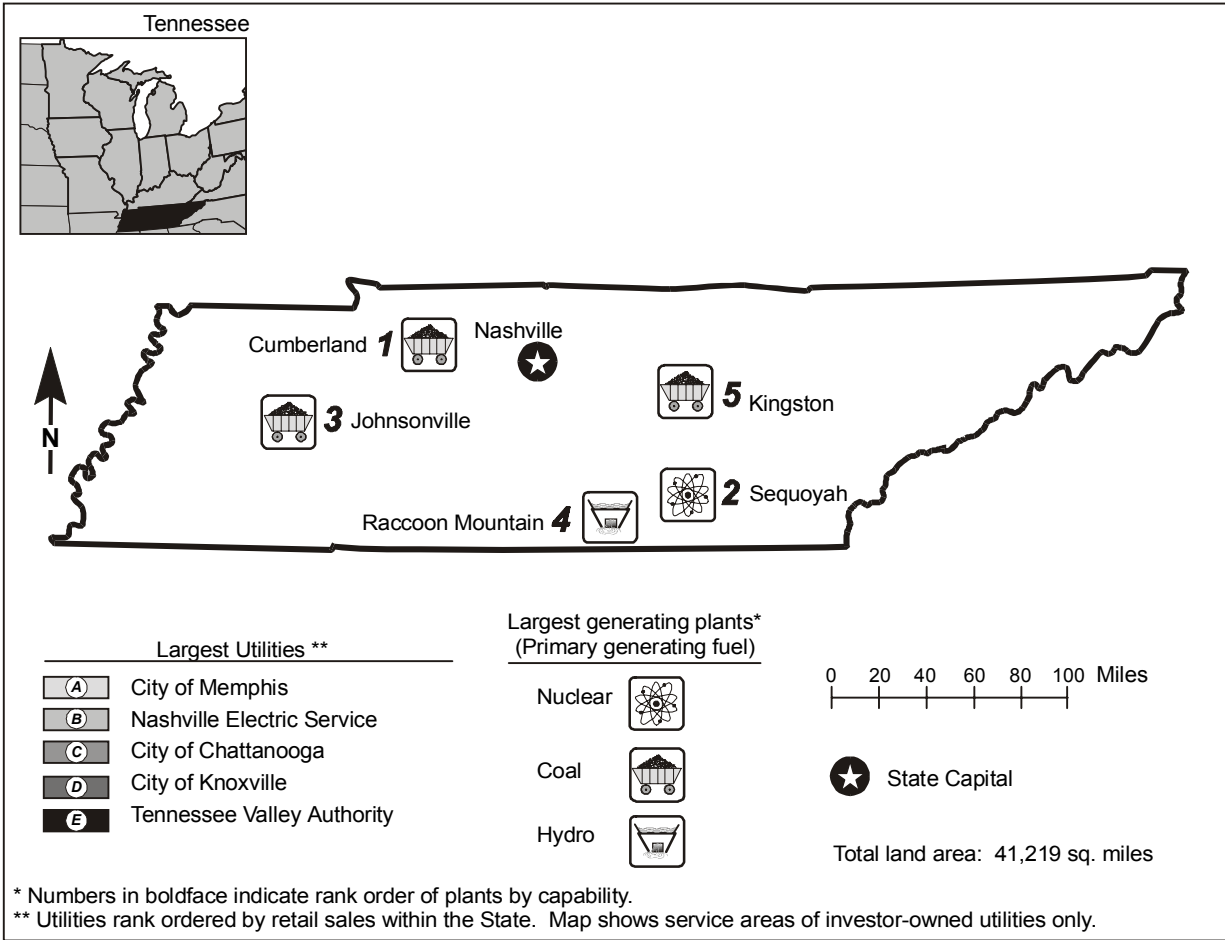 Tennessee
Nashville
Cumberland 1
5 Kingston
3 Johnsonville
N
2 Sequoyah
Raccoon Mountain 4
Largest Utilities **
A City of Memphis
B Nashville Electric Service
C City of Chattanooga
D City of Knoxville
E Tennessee Valley Authority
Largest generating plants*
(Primary generating fuel)
Nuclear
Coal
Hydro
0 20 40 60 80 100 Miles
State Capital
Total land area: 41,219 sq. miles
* Numbers in boldface indicate rank order of plants by capability.
** Utilities rank ordered by retail sales within the State. Map shows service areas of investor-owned utilities only.